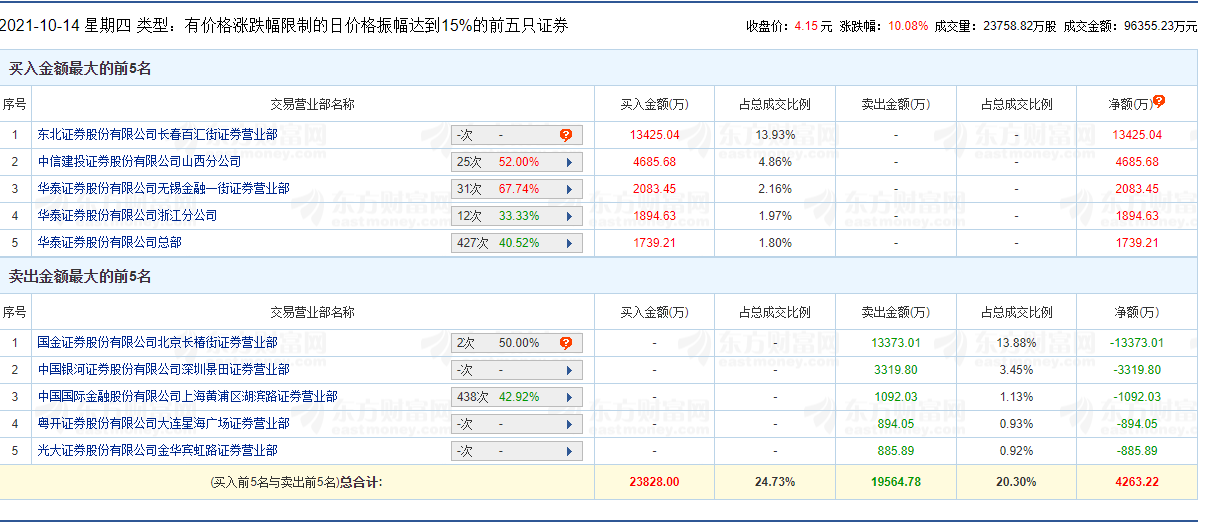 2021-10-14 星期四 类型：有价格涨跌幅限制的日价格振幅达到15%的前五只证券 收盘价：4.15元 涨跌幅：10.08% 成交量：23758.82万股 成交金额：96355.23万元
买入金额最大的前5名
序号 交易营业部名称 买入金额(万) 占总成交比例 卖出金额(万) 占总成交比例 净额(万)?
1 东北证券股份有限公司长春百汇街证券营业部 -次 - ? 13425.04 13.93% - - 13425.04
2 中信建投证券股份有限公司山西分公司 25次 52.00% 4685.68 4.86% - - 4685.68
3 华泰证券股份有限公司无锡金融一街证券营业部 31次 67.74% 2083.45 2.16% - - 2083.45
4 华泰证券股份有限公司浙江分公司 12次 33.33% 1894.63 1.97% - - 1894.63
5 华泰证券股份有限公司总部 427次 40.52% 1739.21 1.80% - - 1739.21
卖出金额最大的前5名
序号 交易营业部名称 买入金额(万) 占总成交比例 卖出金额(万) 占总成交比例 净额(万)
1 国金证券股份有限公司北京长椿街证券营业部 2次 50.00% ? - - 13373.01 13.88% -13373.01
2 中国银河证券股份有限公司深圳景田证券营业部 -次 - - - 3319.80 3.45% -3319.80
3 中国国际金融股份有限公司上海黄浦区湖滨路证券营业部 438次 42.92% - - 1092.03 1.13% -1092.03
4 粤开证券股份有限公司大连星海广场证券营业部 -次 - - - 894.05 0.93% -894.05
5 光大证券股份有限公司金华宾虹路证券营业部 -次 - - - 885.89 0.92% -885.89
(买入前5名与卖出前5名)总合计: 23828.00 24.73% 19564.78 20.30% 4263.22
东方财富网
eastmoney.com